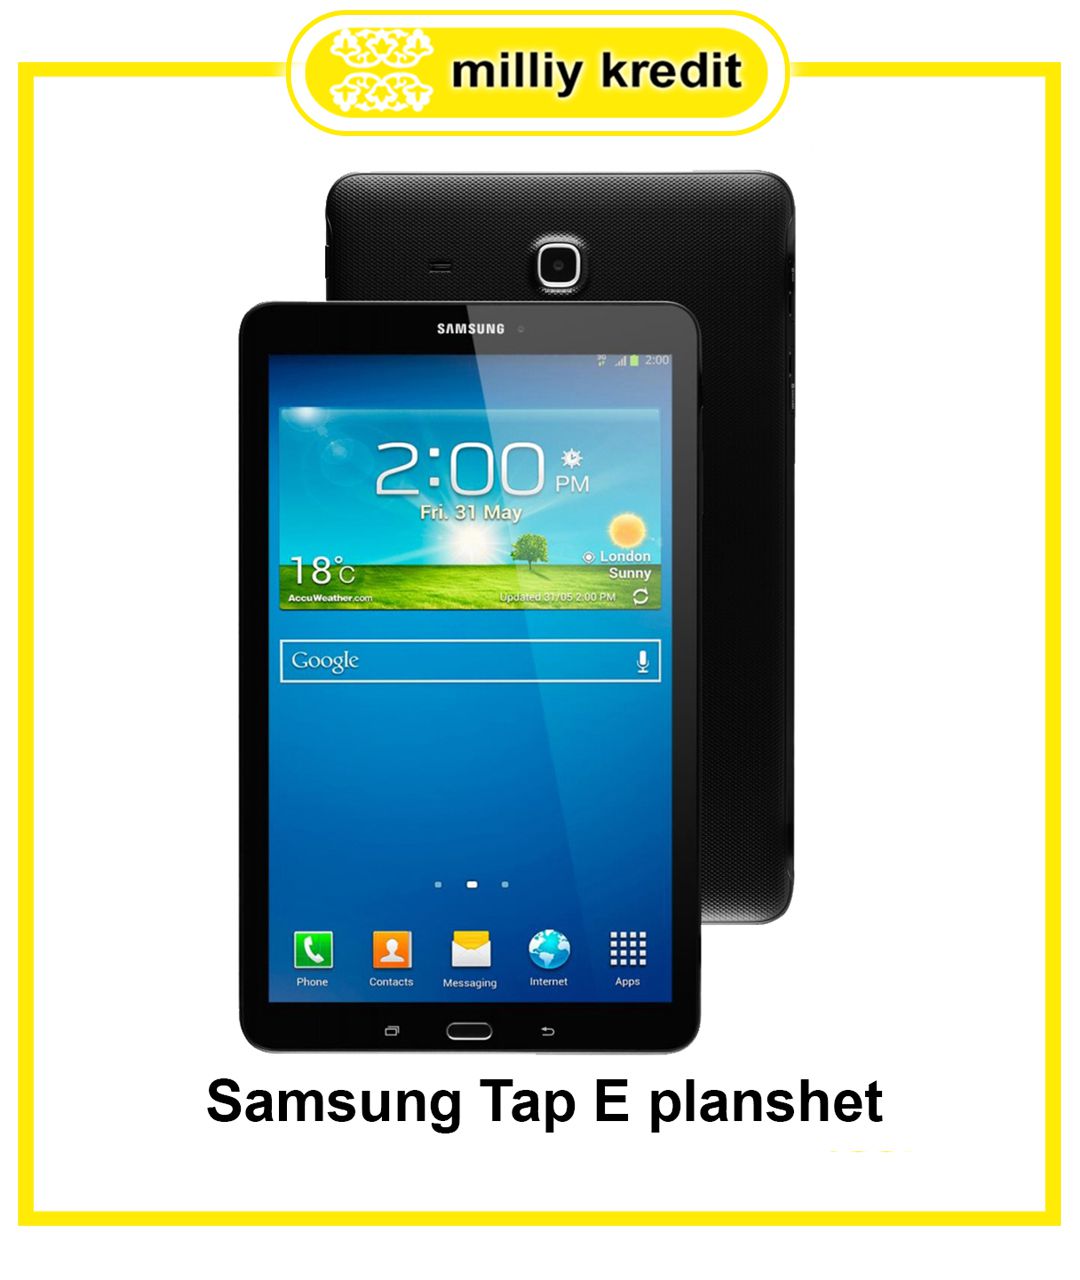 milliy kredit
SAMSUNG
3G 2:00
2:00 PM
Fri. 31 May
London
18°C Sunny
AccuWeather.com Updated 31/05 2:00 PM
Google
Phone Contacts Messaging Internet Apps
Samsung Tap E planshet